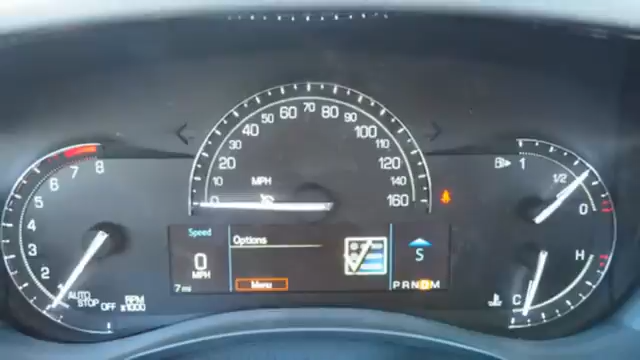 8
7
6
5
4
3
2
1
AUTO
STOP
OFF
RPM
x1000
0
10
20
30
40
50
60
70
80
90
100
110
120
140
160
MPH
Speed
0
MPH
7 mi
Options
Menu
S
PRNDM
1
1/2
0
H
C